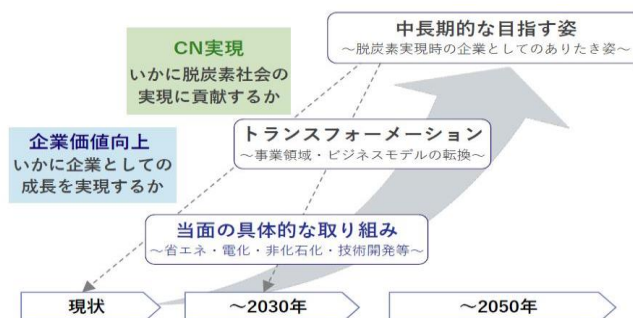 中長期的な目指す姿
～脱炭素実現時の企業としてのありたき姿～
CN実現
いかに脱炭素社会の
実現に貢献するか
トランスフォーメーション
～事業領域・ビジネスモデルの転換～
企業価値向上
いかに企業としての
成長を実現するか
当面の具体的な取り組み
～省エネ・電化・非化石化・技術開発等～
現状
～2030年
～2050年